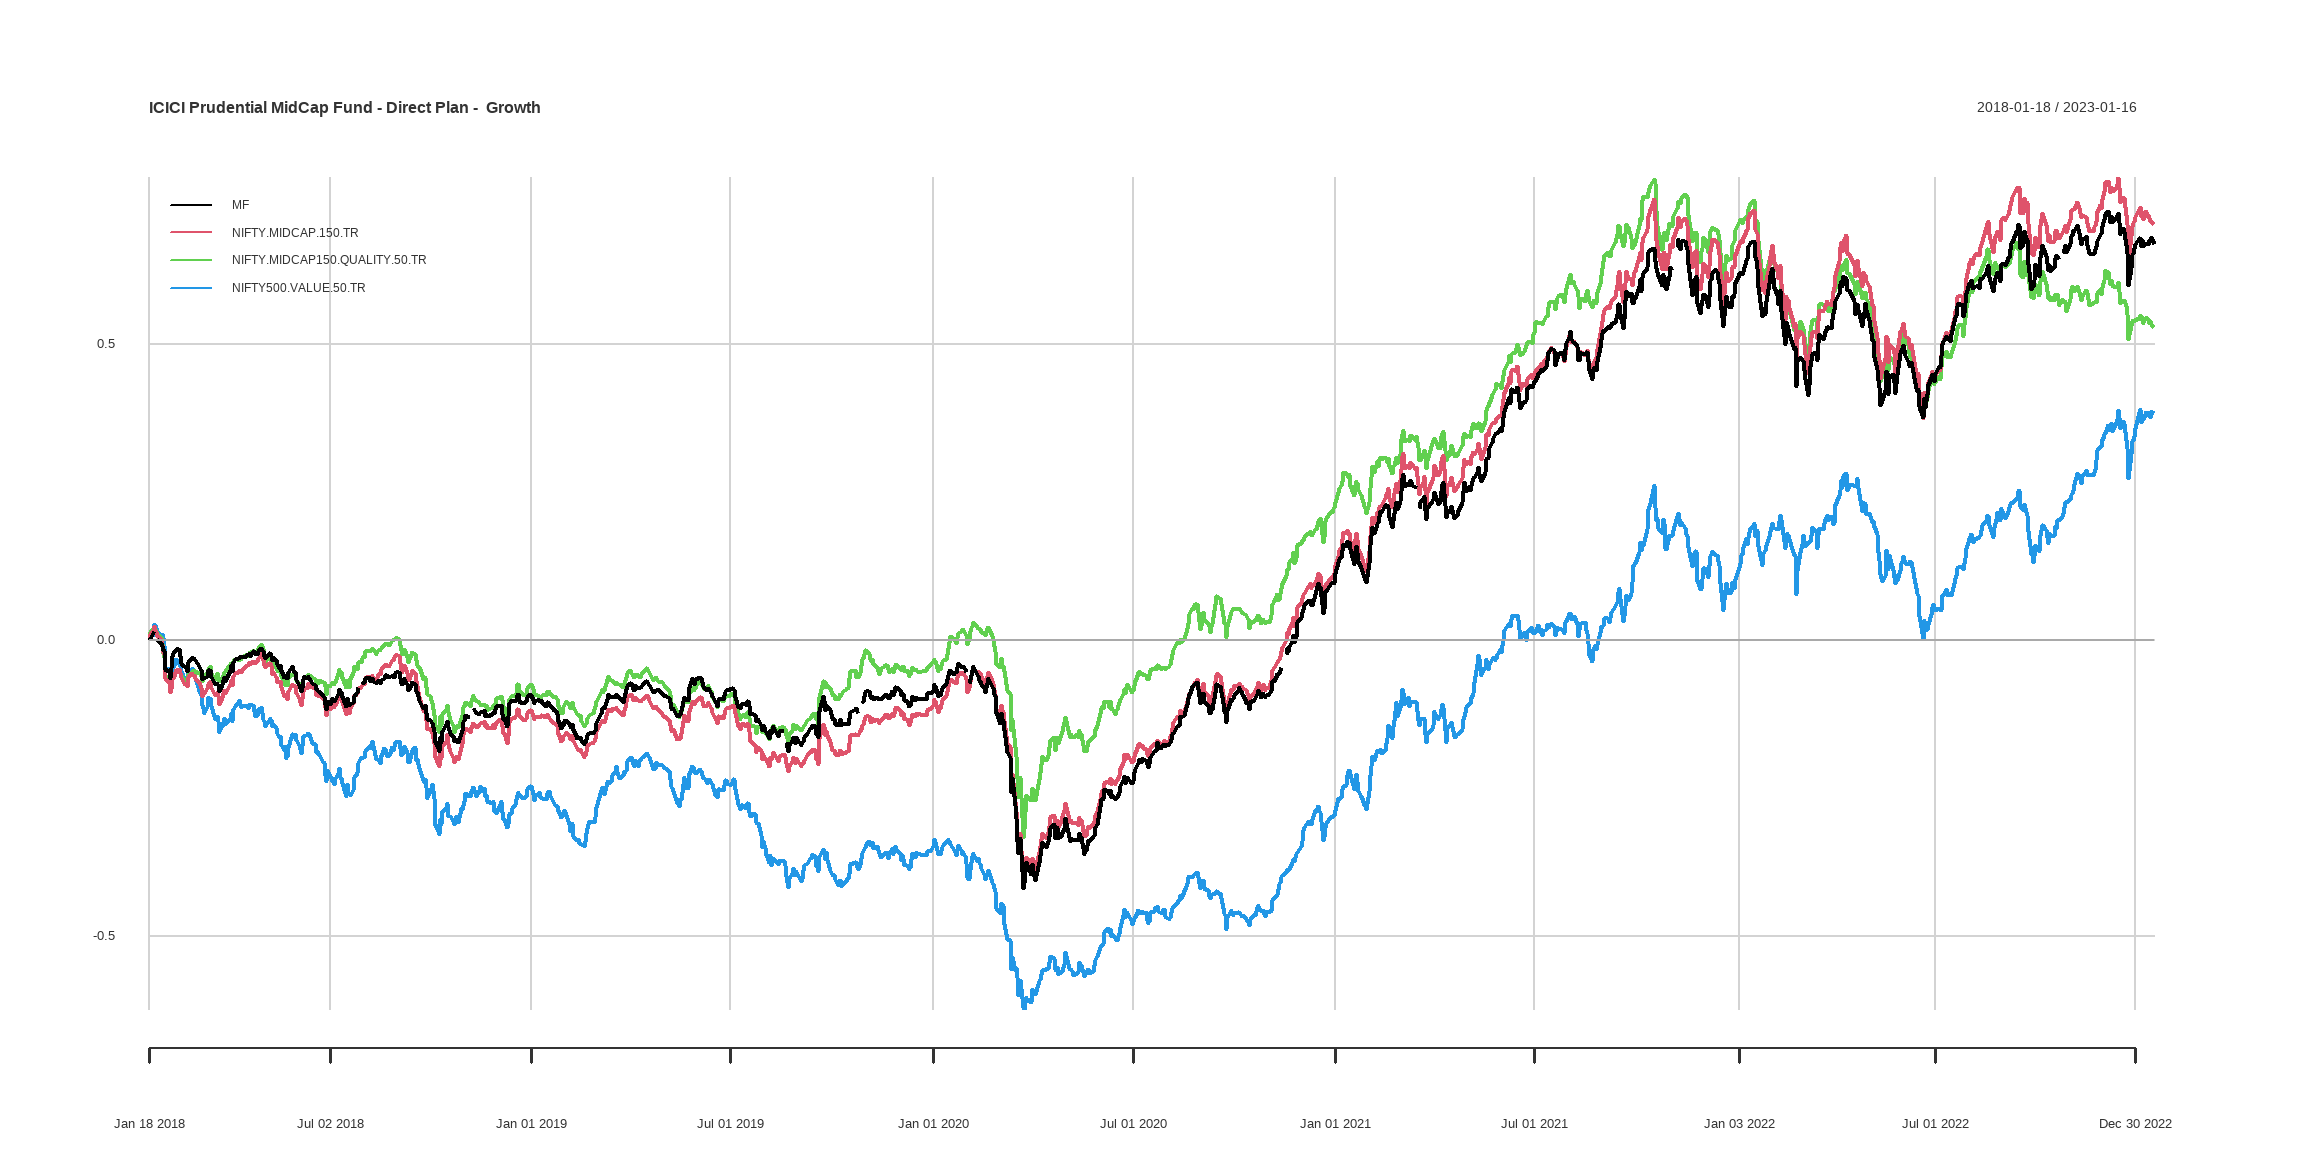 ICICI Prudential MidCap Fund - Direct Plan -  Growth
2018-01-18 / 2023-01-16
MF
NIFTY.MIDCAP.150.TR
NIFTY.MIDCAP150.QUALITY.50.TR
NIFTY500.VALUE.50.TR
0.5
0.0
-0.5
Jan 18 2018 Jul 02 2018 Jan 01 2019 Jul 01 2019 Jan 01 2020 Jul 01 2020 Jan 01 2021 Jul 01 2021 Jan 03 2022 Jul 01 2022 Dec 30 2022